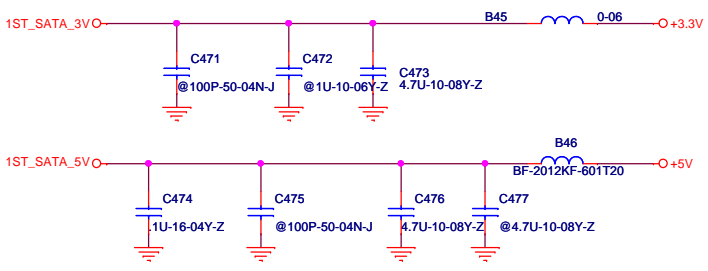 B45 0-06
1ST_SATA_3V +3.3V
C471 C472 C473
@100P-50-04N-J @1U-10-06Y-Z 4.7U-10-08Y-Z
B46
1ST_SATA_5V +5V
BF-2012KF-601T20
C474 C475 C476 C477
.1U-16-04Y-Z @100P-50-04N-J 4.7U-10-08Y-Z @4.7U-10-08Y-Z